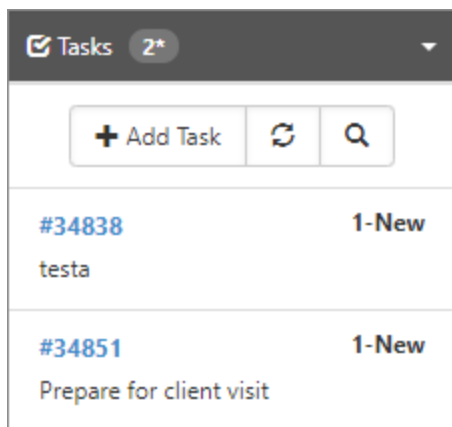 Tasks 2*
Add Task
#34838 1-New
testa
#34851 1-New
Prepare for client visit